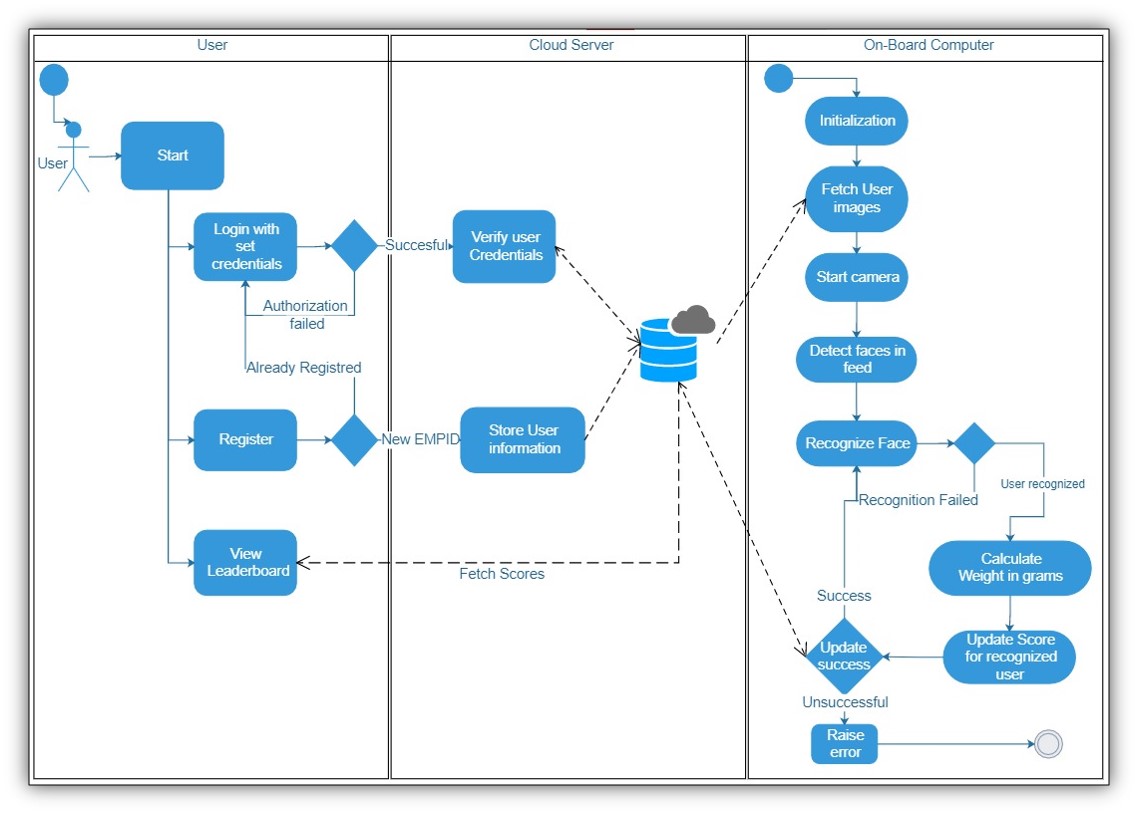 User
Cloud Server
On-Board Computer
User
Start
Login with
set
credentials
Succesful
Verify user
Credentials
Authorization
failed
Already Registred
Register
New EMPID
Store User
information
View
Leaderboard
Fetch Scores
Initialization
Fetch User
images
Start camera
Detect faces in
feed
Recognize Face
Recognition Failed
User recognized
Calculate
Weight in grams
Update Score
for recognized
user
Success
Update
success
Unsuccessful
Raise
error